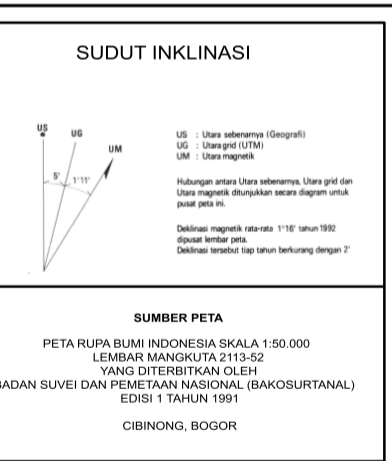 SUDUT INKLINASI
US
UG
UM
5'
1°11'
US : Utara sebenarnya (Geografi)
UG : Utara grid (UTM)
UM : Utara magnetik
Hubungan antara Utara sebenarnya, Utara grid dan
Utara magnetik ditunjukkan secara diagram untuk
pusat peta ini.
Deklinasi magnetik rata-rata 1°16' tahun 1992
dipusat lembar peta.
Deklinasi tersebut tiap tahun berkurang dengan 2'
SUMBER PETA
PETA RUPA BUMI INDONESIA SKALA 1:50.000
LEMBAR MANGKUTA 2113-52
YANG DITERBITKAN OLEH
BADAN SUVEI DAN PEMETAAN NASIONAL (BAKOSURTANAL)
EDISI 1 TAHUN 1991
CIBINONG, BOGOR